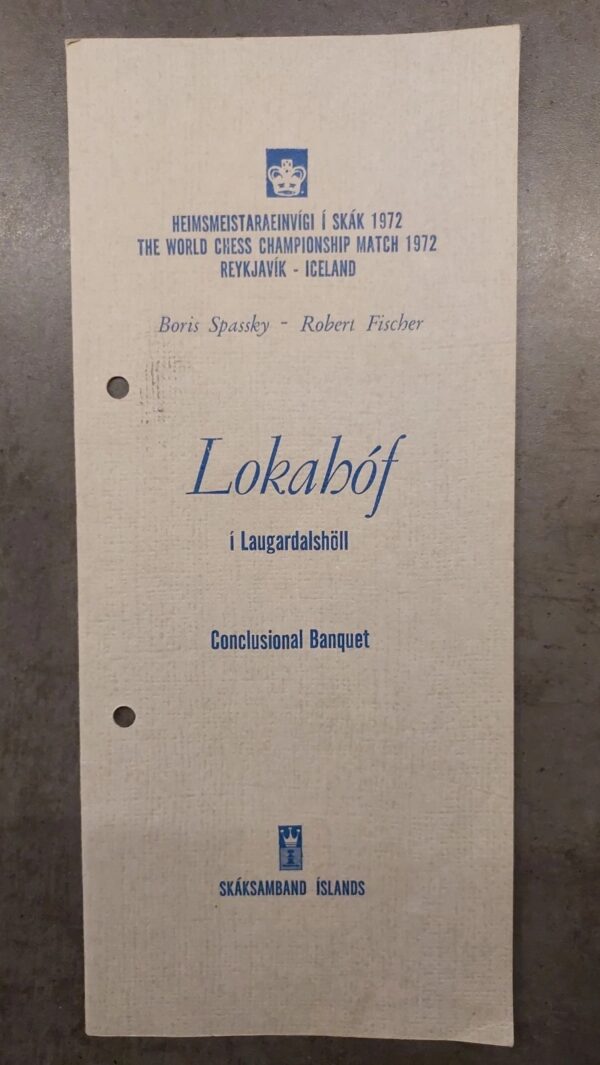 HEIMSMEISTARAEINVÍGI Í SKÁK 1972
THE WORLD CHESS CHAMPIONSHIP MATCH 1972
REYKJAVÍK - ICELAND
Boris Spassky - Robert Fischer
Lokahóf
í Laugardalshöll
Conclusional Banquet
SKÁKSAMBAND ÍSLANDS